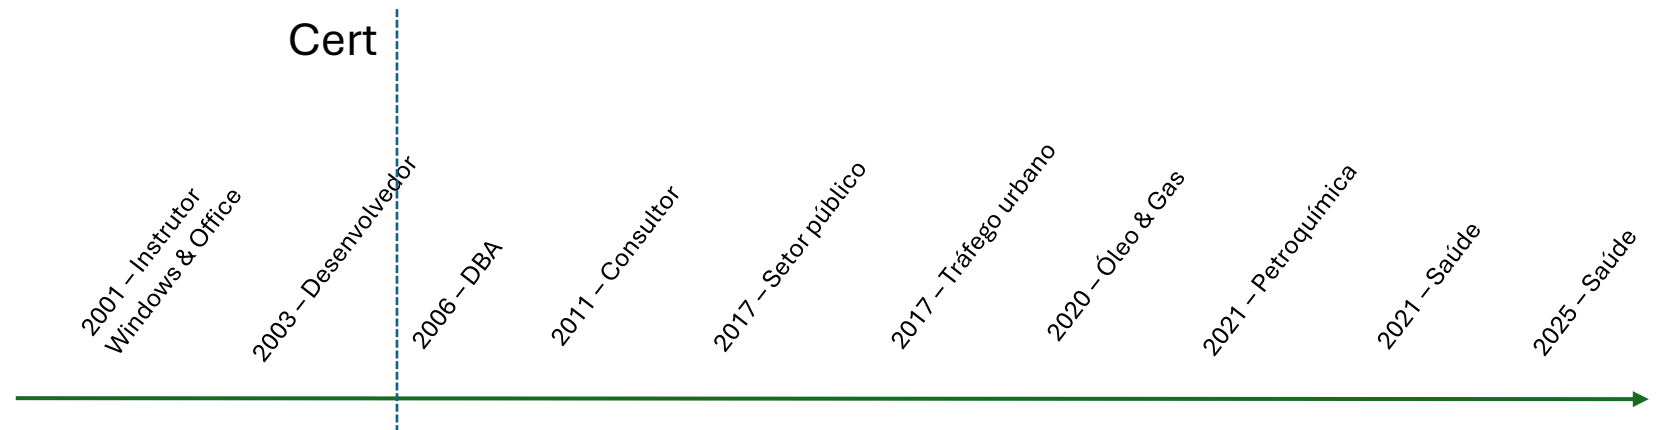 Cert
2001 – Instrutor
Windows & Office
2003 – Desenvolvedor
2006 – DBA
2011 – Consultor
2017 – Setor público
2017 – Tráfego urbano
2020 – Óleo & Gas
2021 – Petroquímica
2021 – Saúde
2025 – Saúde